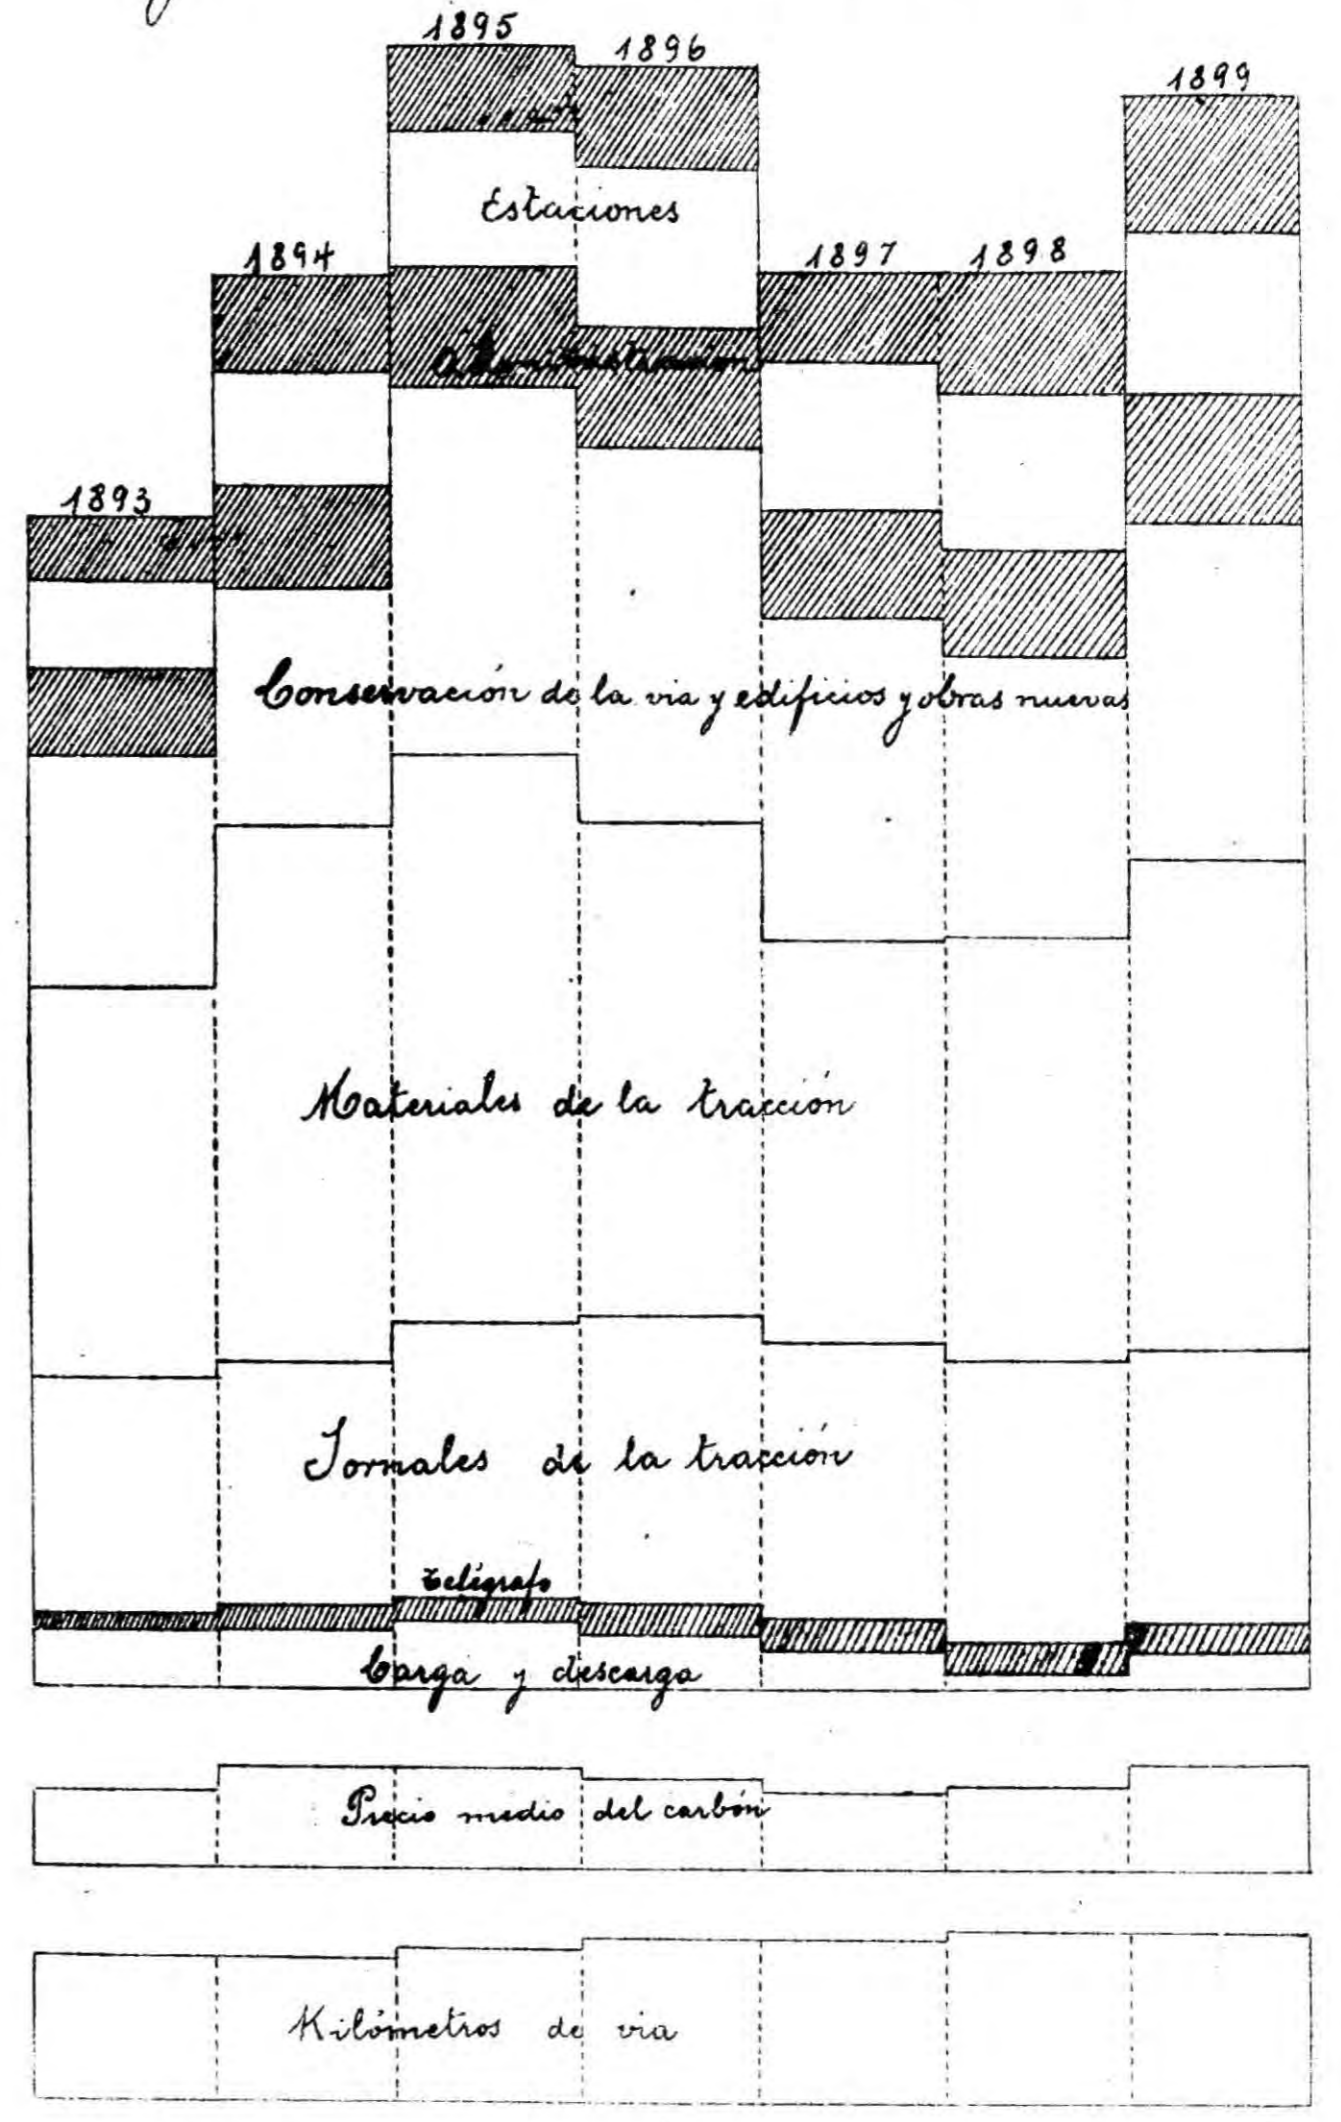 1895
1896
1899
Estaciones
1894
1897
1898
Administración
1893
Conservación de la via y edificios y obras nuevas
Materiales de la tracción
Jornales de la tracción
telégrafo
Carga y descarga
Precio medio del carbón
Kilómetros de via